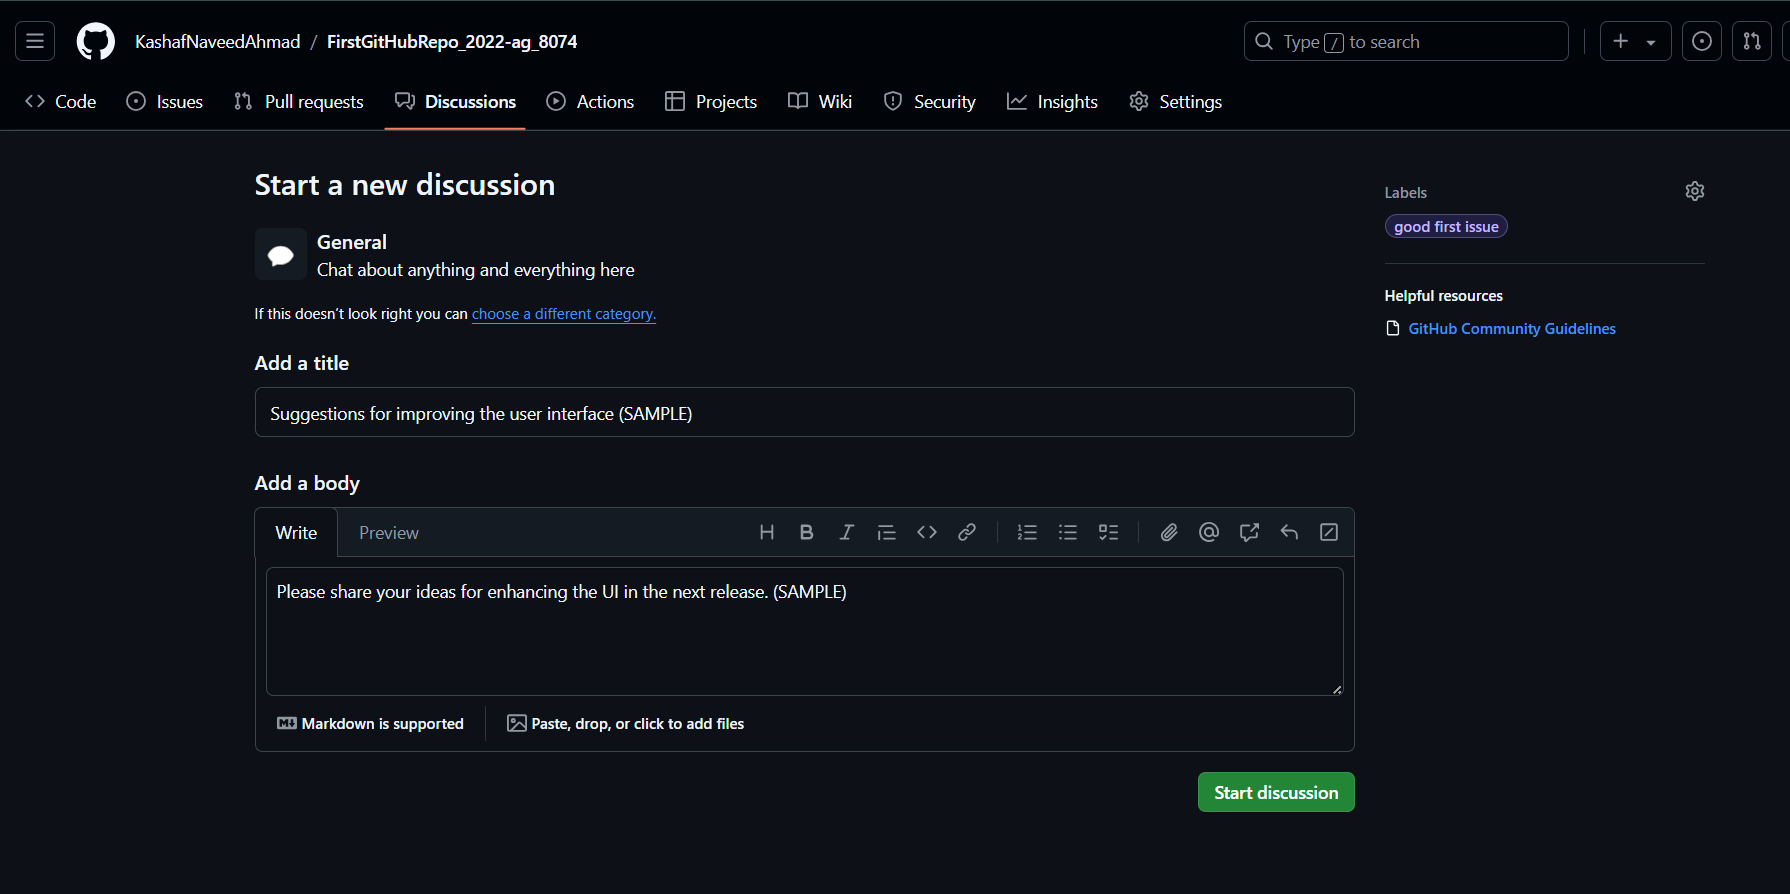 KashafNaveedAhmad / FirstGitHubRepo_2022-ag_8074
Type / to search
Code Issues Pull requests Discussions Actions Projects Wiki Security Insights Settings
Start a new discussion
General
Chat about anything and everything here
If this doesn't look right you can choose a different category.
Add a title
Suggestions for improving the user interface (SAMPLE)
Add a body
Write Preview
Please share your ideas for enhancing the UI in the next release. (SAMPLE)
Markdown is supported Paste, drop, or click to add files
Start discussion
Labels
good first issue
Helpful resources
GitHub Community Guidelines